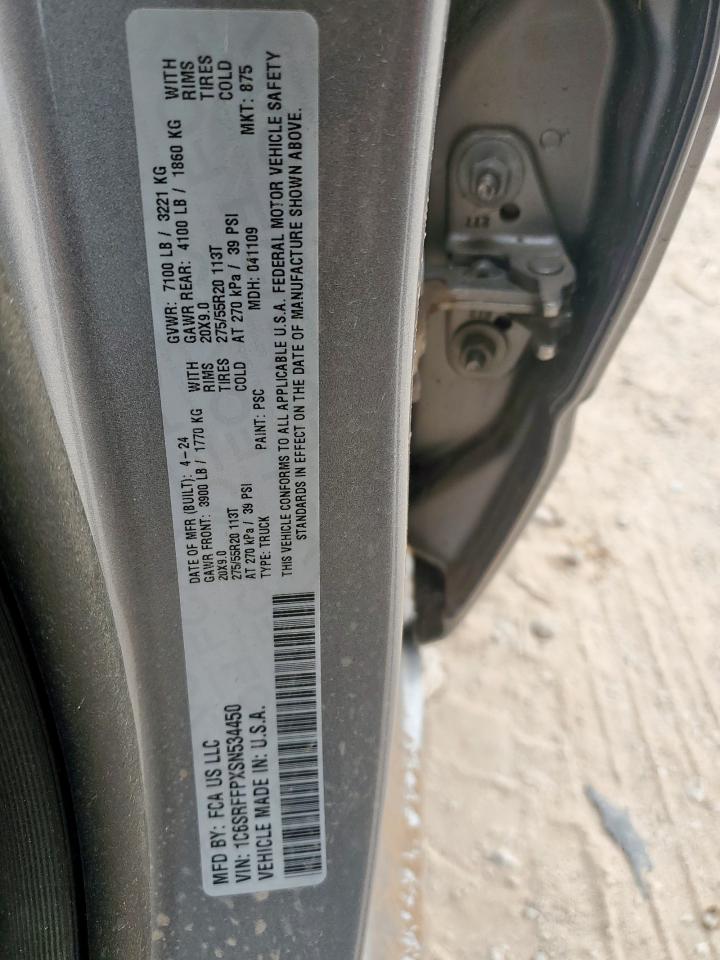 MFD BY: FCA US LLC
VIN: 1C6SRFFPXSN534450
VEHICLE MADE IN: U.S.A.
DATE OF MFR (BUILT): 4-24 GVWR: 7100 LB / 3221 KG
GAWR FRONT: 3900 LB / 1770 KG WITH GAWR REAR: 4100 LB / 1860 KG WITH
20X9.0 RIMS 20X9.0 RIMS
275/55R20 113T TIRES 275/55R20 113T TIRES
AT 270 kPa / 39 PSI COLD AT 270 kPa / 39 PSI COLD
TYPE: TRUCK PAINT: PSC MDH: 041109 MKT: 875
THIS VEHICLE CONFORMS TO ALL APPLICABLE U.S.A. FEDERAL MOTOR VEHICLE SAFETY
STANDARDS IN EFFECT ON THE DATE OF MANUFACTURE SHOWN ABOVE.